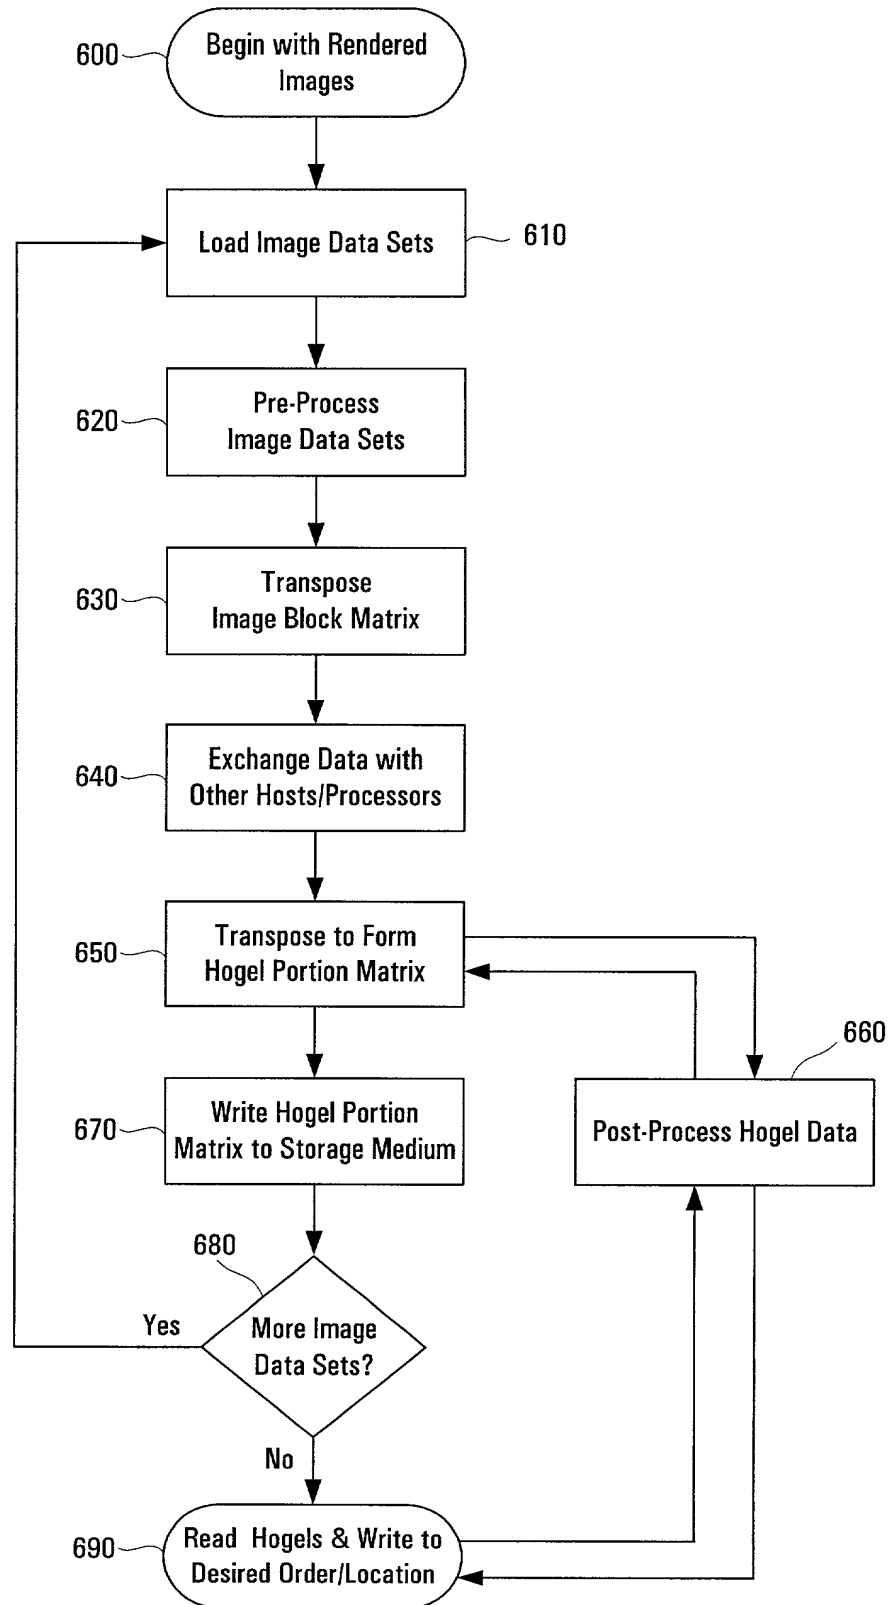 600
Begin with Rendered
Images
Load Image Data Sets
610
620
Pre-Process
Image Data Sets
630
Transpose
Image Block Matrix
640
Exchange Data with
Other Hosts/Processors
650
Transpose to Form
Hogel Portion Matrix
660
Post-Process Hogel Data
670
Write Hogel Portion
Matrix to Storage Medium
680
Yes
More Image
Data Sets?
No
690
Read Hogels & Write to
Desired Order/Location